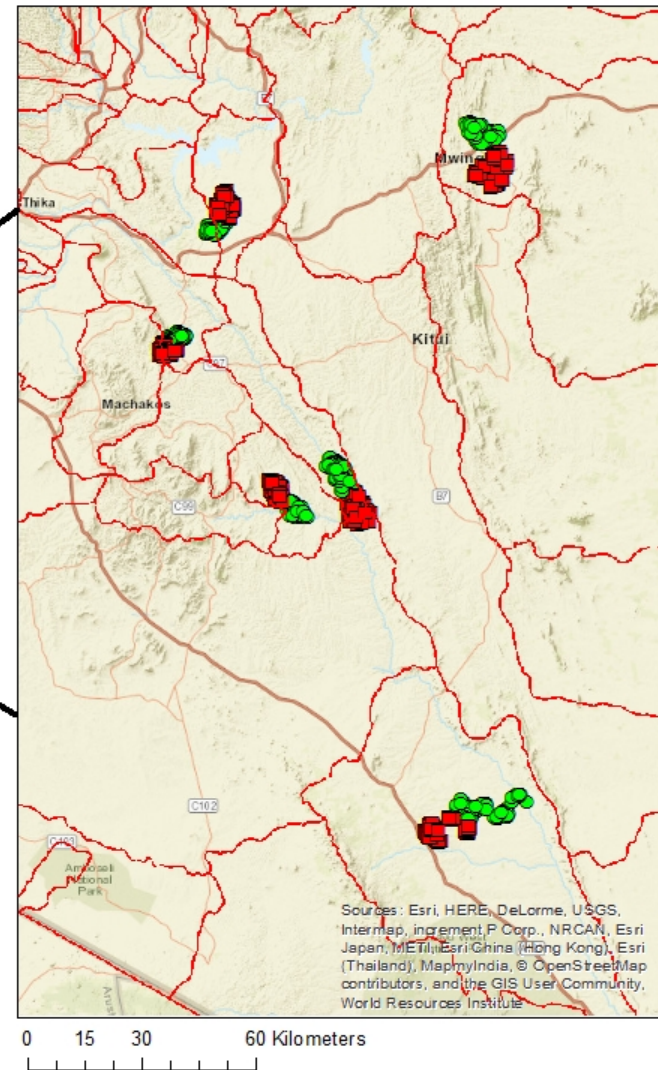 Mwing
Thika
Kitui
Machakos
B7
C99
C102
C103
Amboseli
National
Park
Sources: Esri, HERE, DeLorme, USGS,
Intermap, increment P Corp., NRCAN, Esri
Japan, METI, Esri China (Hong Kong), Esri
(Thailand), MapmyIndia, © OpenStreetMap
contributors, and the GIS User Community,
World Resources Institute
0 15 30 60 Kilometers